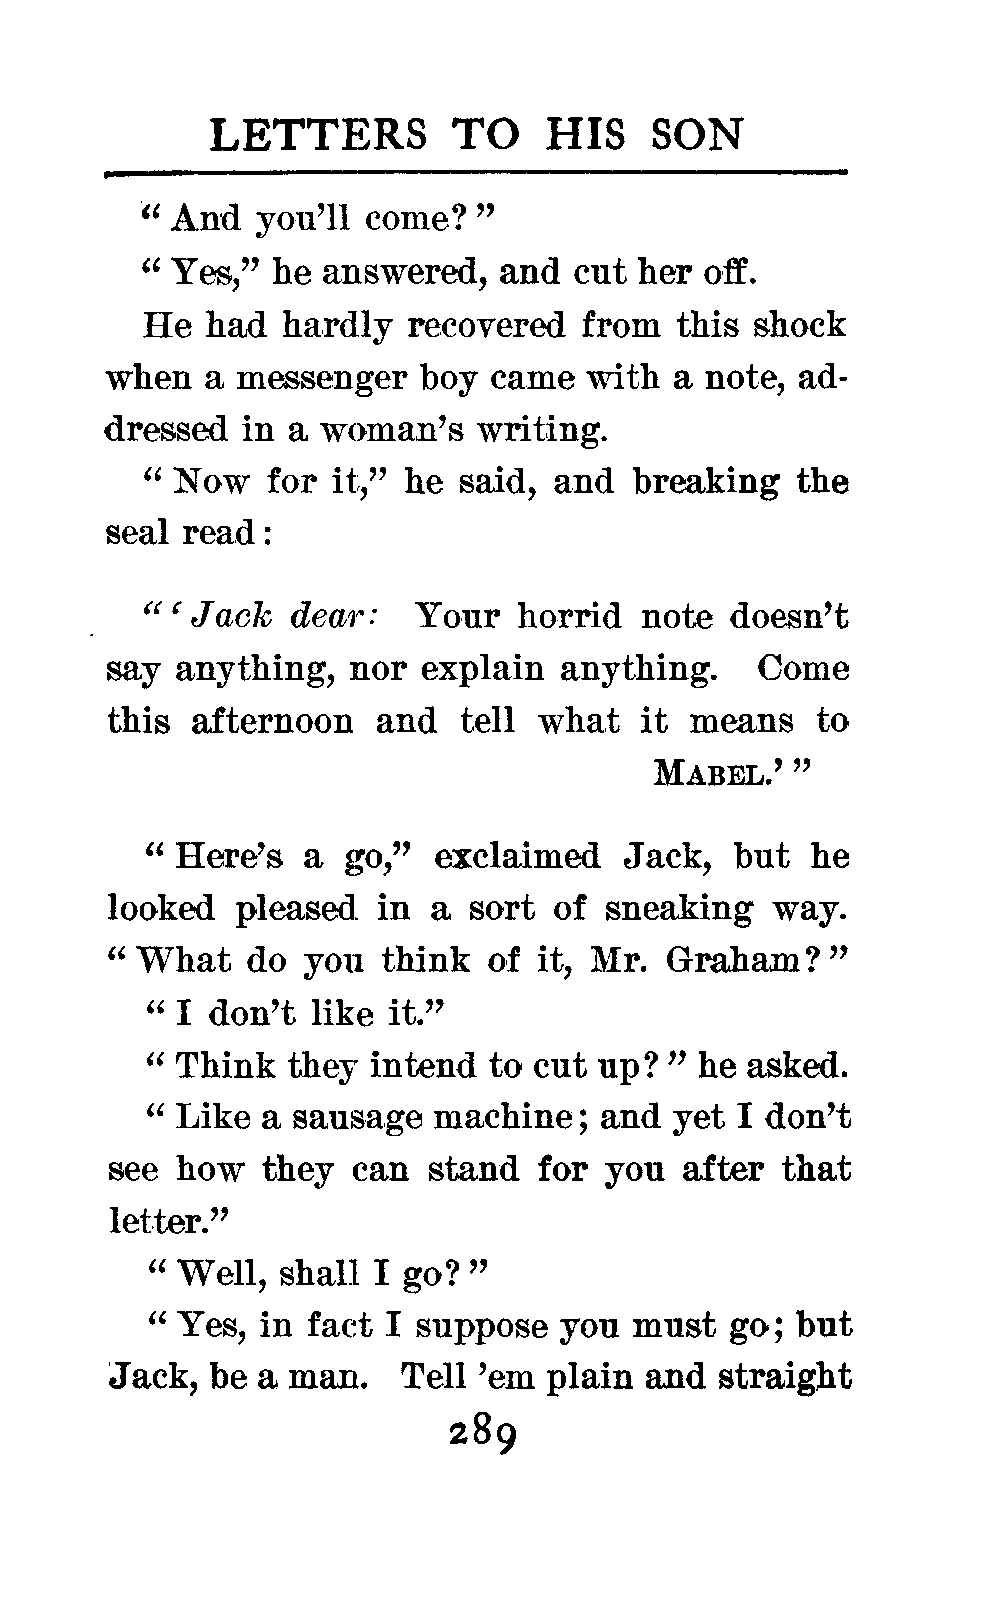 LETTERS TO HIS SON
“ And you’ll come? ”
“ Yes,” he answered, and cut her off.
He had hardly recovered from this shock
when a messenger boy came with a note, ad-
dressed in a woman’s writing.
“ Now for it,” he said, and breaking the
seal read :
“ ‘ Jack dear: Your horrid note doesn’t
say anything, nor explain anything. Come
this afternoon and tell what it means to
MABEL.’ ”
“ Here’s a go,” exclaimed Jack, but he
looked pleased in a sort of sneaking way.
“ What do you think of it, Mr. Graham? ”
“ I don’t like it.”
“ Think they intend to cut up? ” he asked.
“ Like a sausage machine; and yet I don’t
see how they can stand for you after that
letter.”
“ Well, shall I go? ”
“ Yes, in fact I suppose you must go; but
Jack, be a man. Tell ’em plain and straight
289